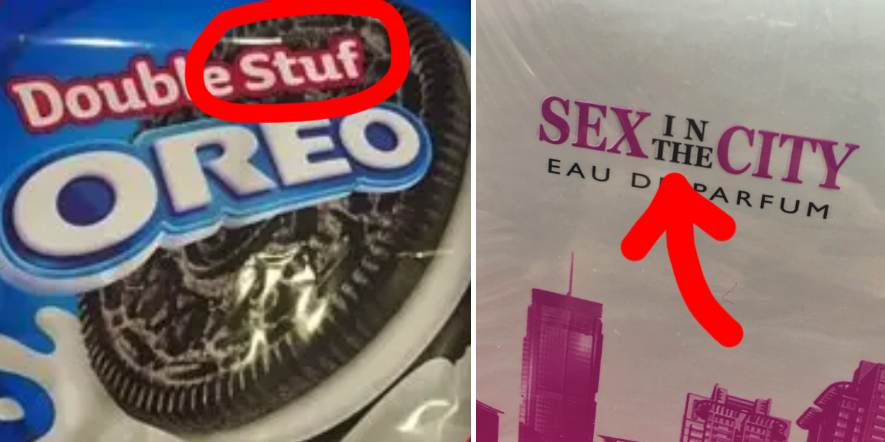 Double Stuf
OREO
SEX IN THE CITY
EAU DE PARFUM